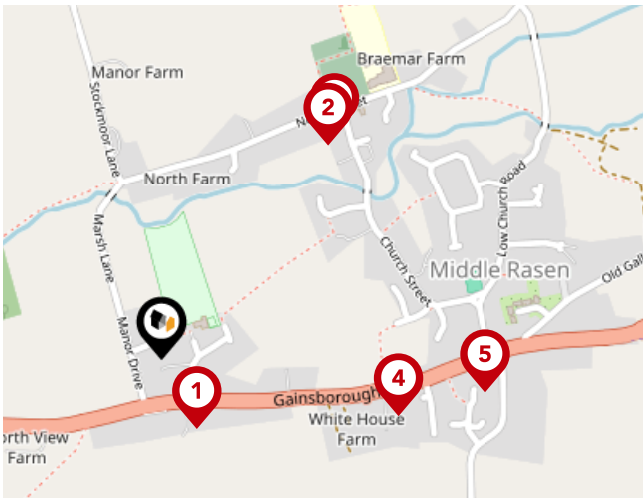 Braemar Farm
Manor Farm
Stockmoor Lane
2
North Farm
Marsh Lane
Low Church Road
Church Street
Middle Rasen
Manor Drive
1
4
5
Gainsborough
White House
Farm
View
Farm